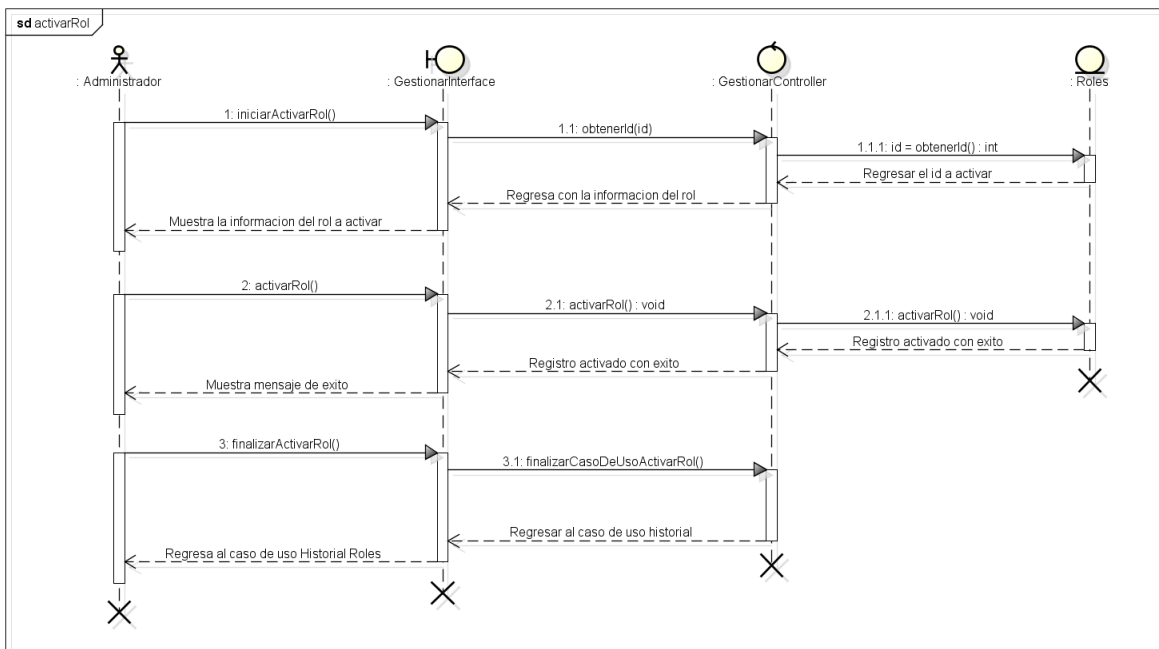 sd activarRol
: Administrador
: GestionarInterface
: GestionarController
: Roles
1: iniciarActivarRol()
1.1: obtenerId(id)
1.1.1: id = obtenerId() : int
Regresar el id a activar
Regresa con la informacion del rol
Muestra la informacion del rol a activar
2: activarRol()
2.1: activarRol() : void
2.1.1: activarRol() : void
Registro activado con exito
Registro activado con exito
Muestra mensaje de exito
3: finalizarActivarRol()
3.1: finalizarCasoDeUsoActivarRol()
Regresar al caso de uso historial
Regresa al caso de uso Historial Roles